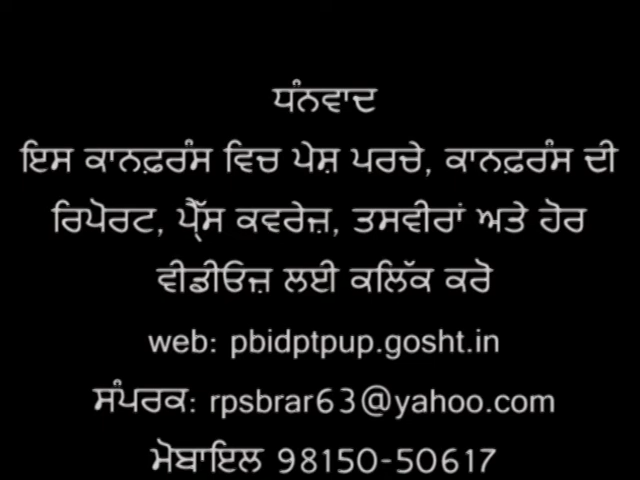 ਧੰਨਵਾਦ
ਇਸ ਕਾਨਫ਼ਰੰਸ ਵਿਚ ਪੇਸ਼ ਪਰਚੇ, ਕਾਨਫ਼ਰੰਸ ਦੀ
ਰਿਪੋਰਟ, ਪ੍ਰੈੱਸ ਕਵਰੇਜ਼, ਤਸਵੀਰਾਂ ਅਤੇ ਹੋਰ
ਵੀਡੀਓਜ਼ ਲਈ ਕਲਿੱਕ ਕਰੋ
web: pbidptpup.gosht.in
ਸੰਪਰਕ: rpsbrar63@yahoo.com
ਮੋਬਾਇਲ 98150-50617